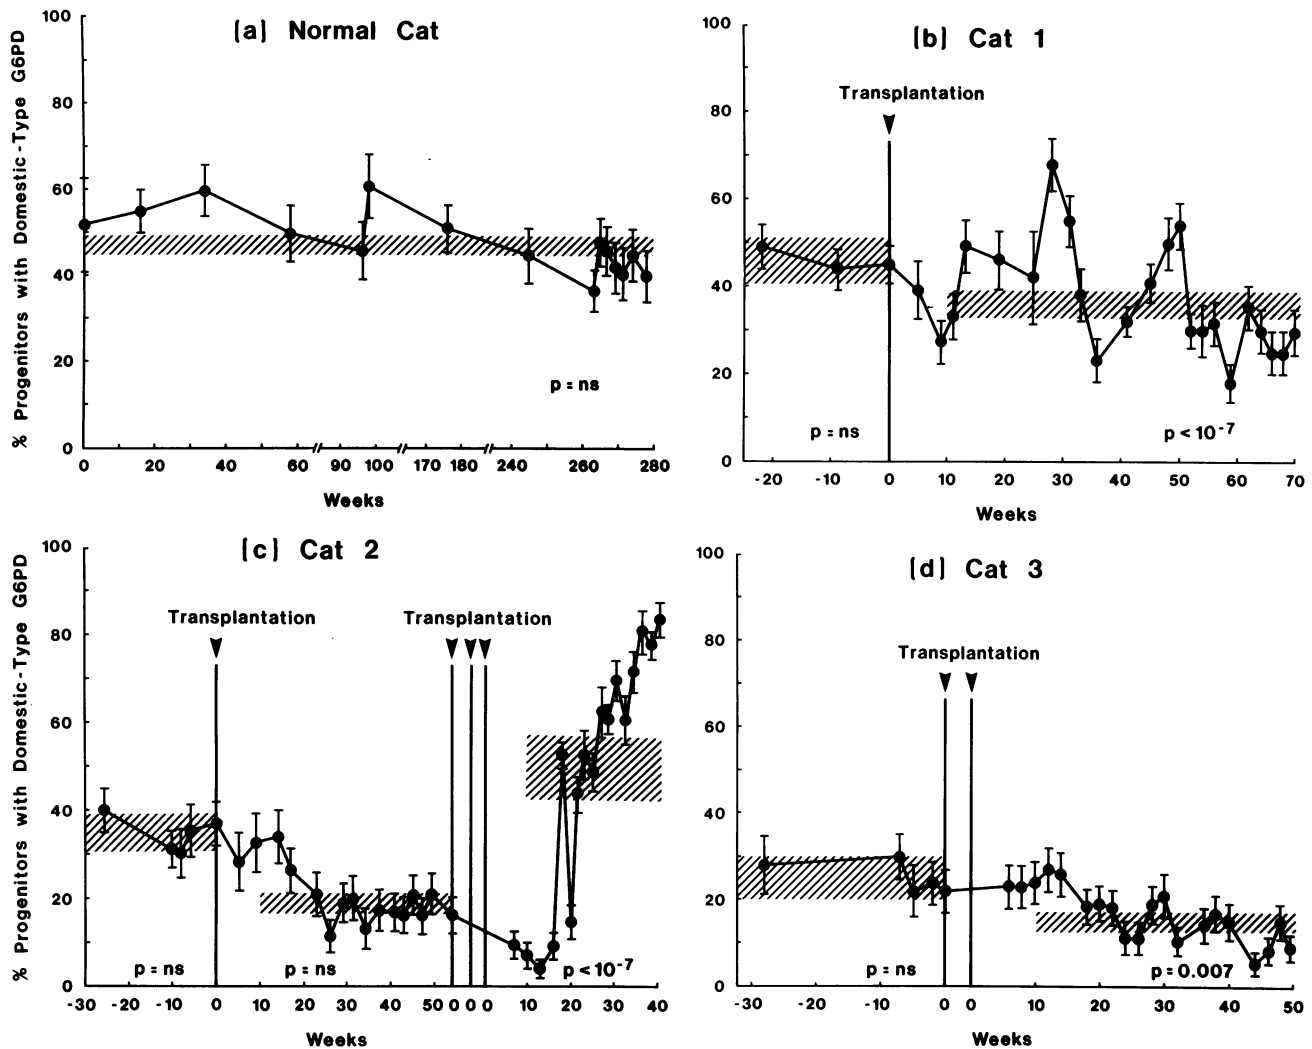 (a) Normal Cat
% Progenitors with Domestic-Type G6PD
100
80
60
40
20
0
p = ns
0 20 40 60 90 100 170 180 240 260 280
Weeks
(b) Cat 1
100
80
60
40
20
0
Transplantation
p = ns
p < 10⁻⁷
-20 -10 0 10 20 30 40 50 60 70
Weeks
(c) Cat 2
% Progenitors with Domestic-Type G6PD
100
80
60
40
20
0
Transplantation Transplantation
p = ns p = ns p < 10⁻⁷
-30 -20 -10 0 10 20 30 40 50 0 0 0 10 20 30 40
Weeks
(d) Cat 3
100
80
60
40
20
0
Transplantation
p = ns p = 0.007
-30 -20 -10 0 0 10 20 30 40 50
Weeks